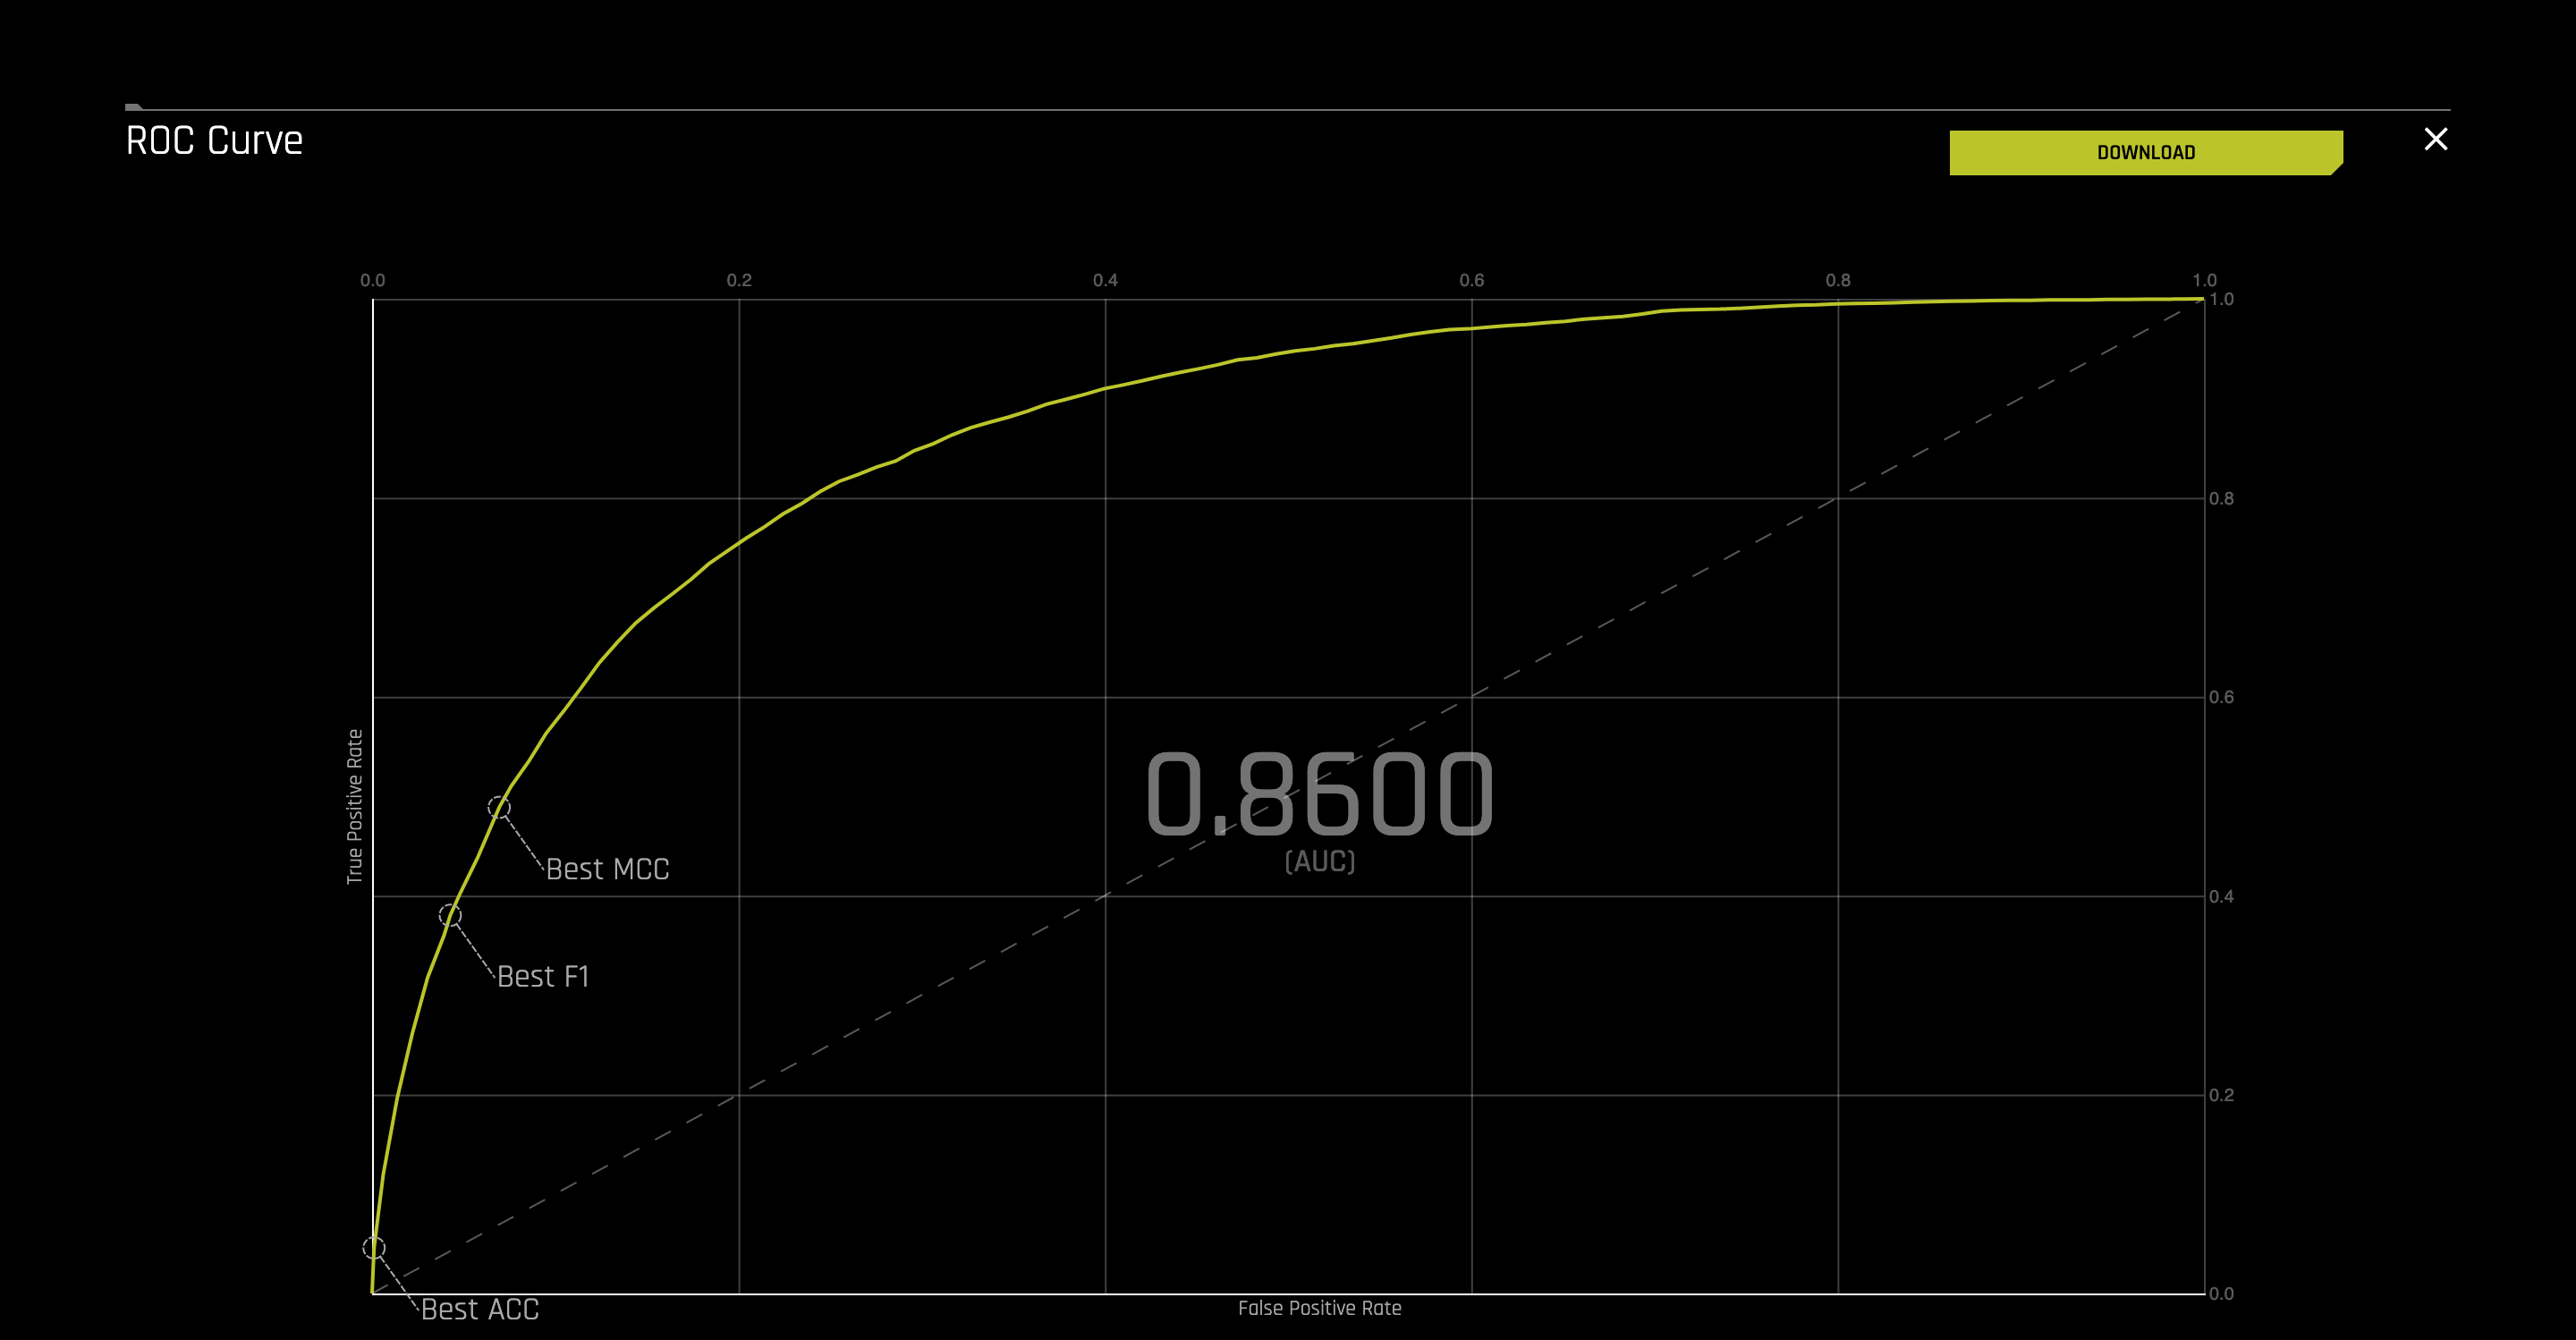 ROC Curve
DOWNLOAD
0.0 0.2 0.4 0.6 0.8 1.0
1.0
0.8
0.6
0.4
0.2
0.0
True Positive Rate
0.8600
(AUC)
Best MCC
Best F1
Best ACC
False Positive Rate